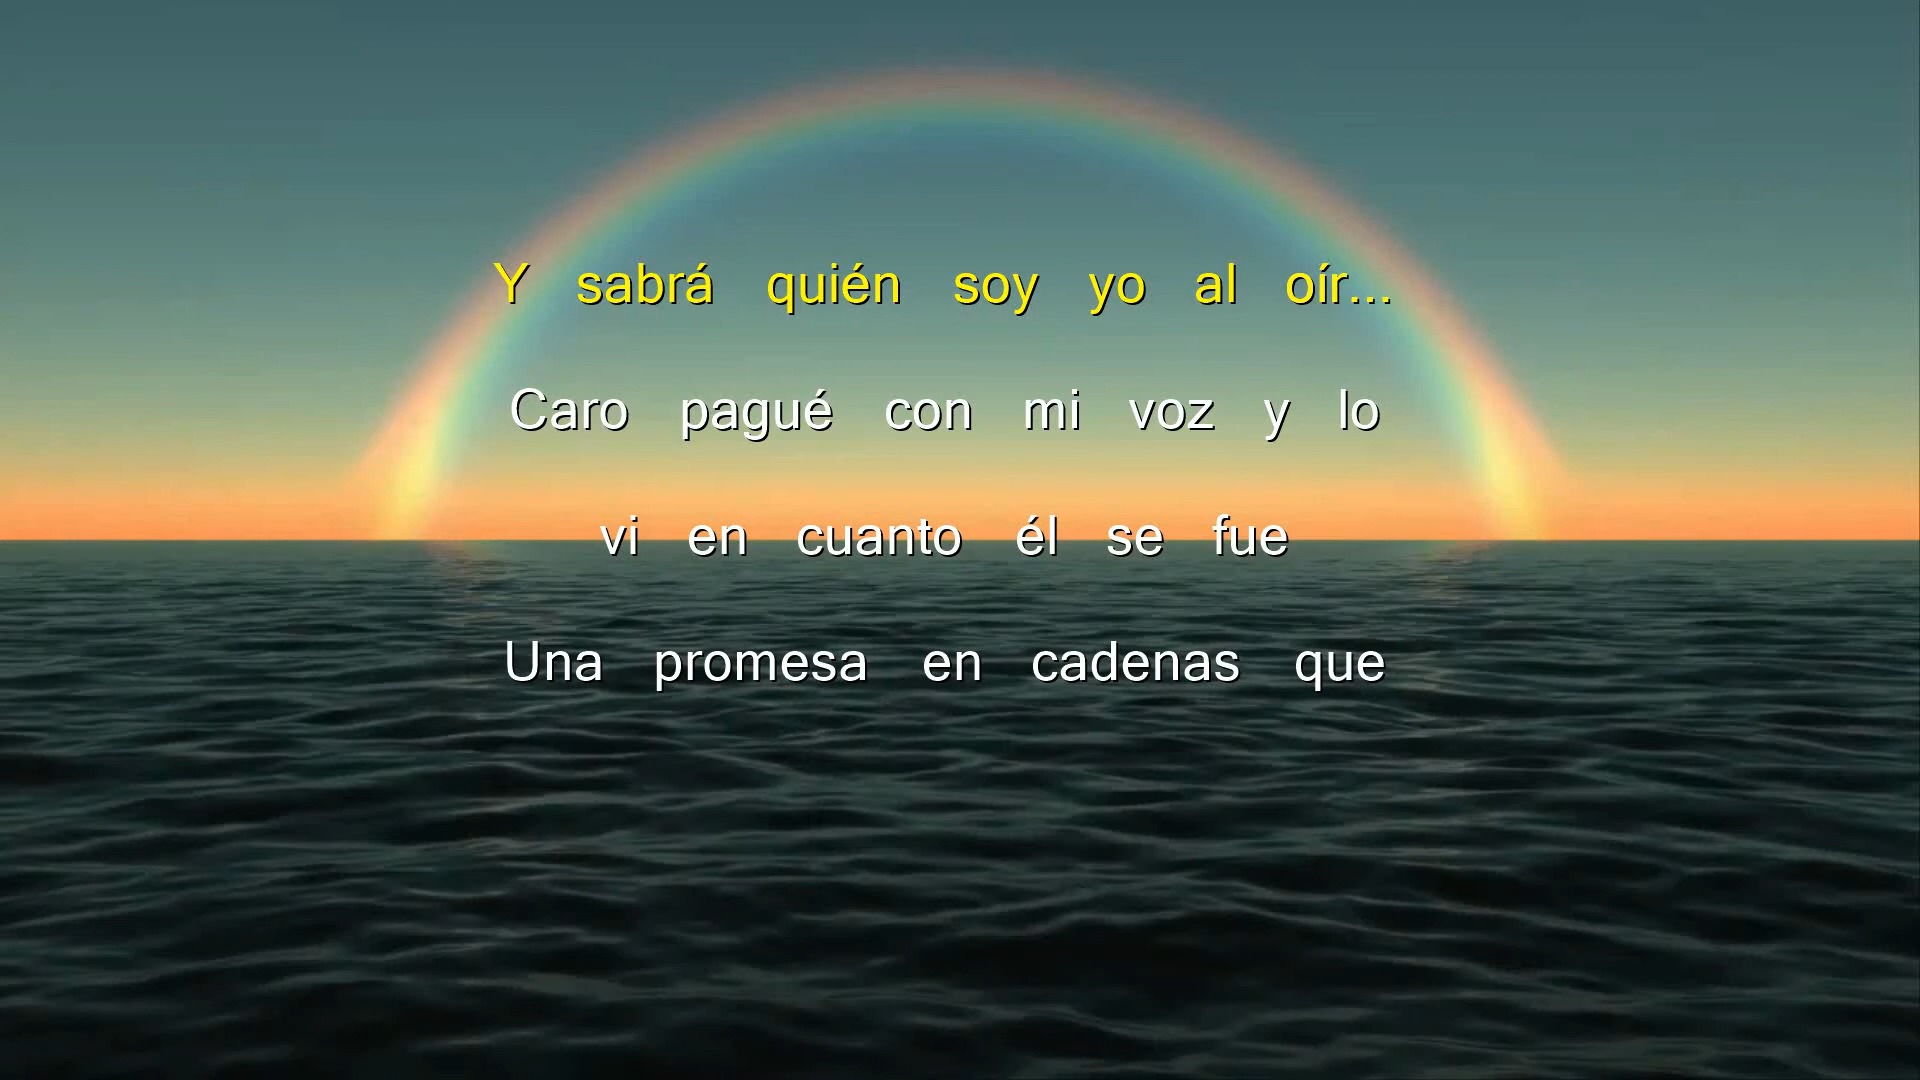 Y sabrá quién soy yo al oír...
Caro pagué con mi voz y lo
vi en cuanto él se fue
Una promesa en cadenas que